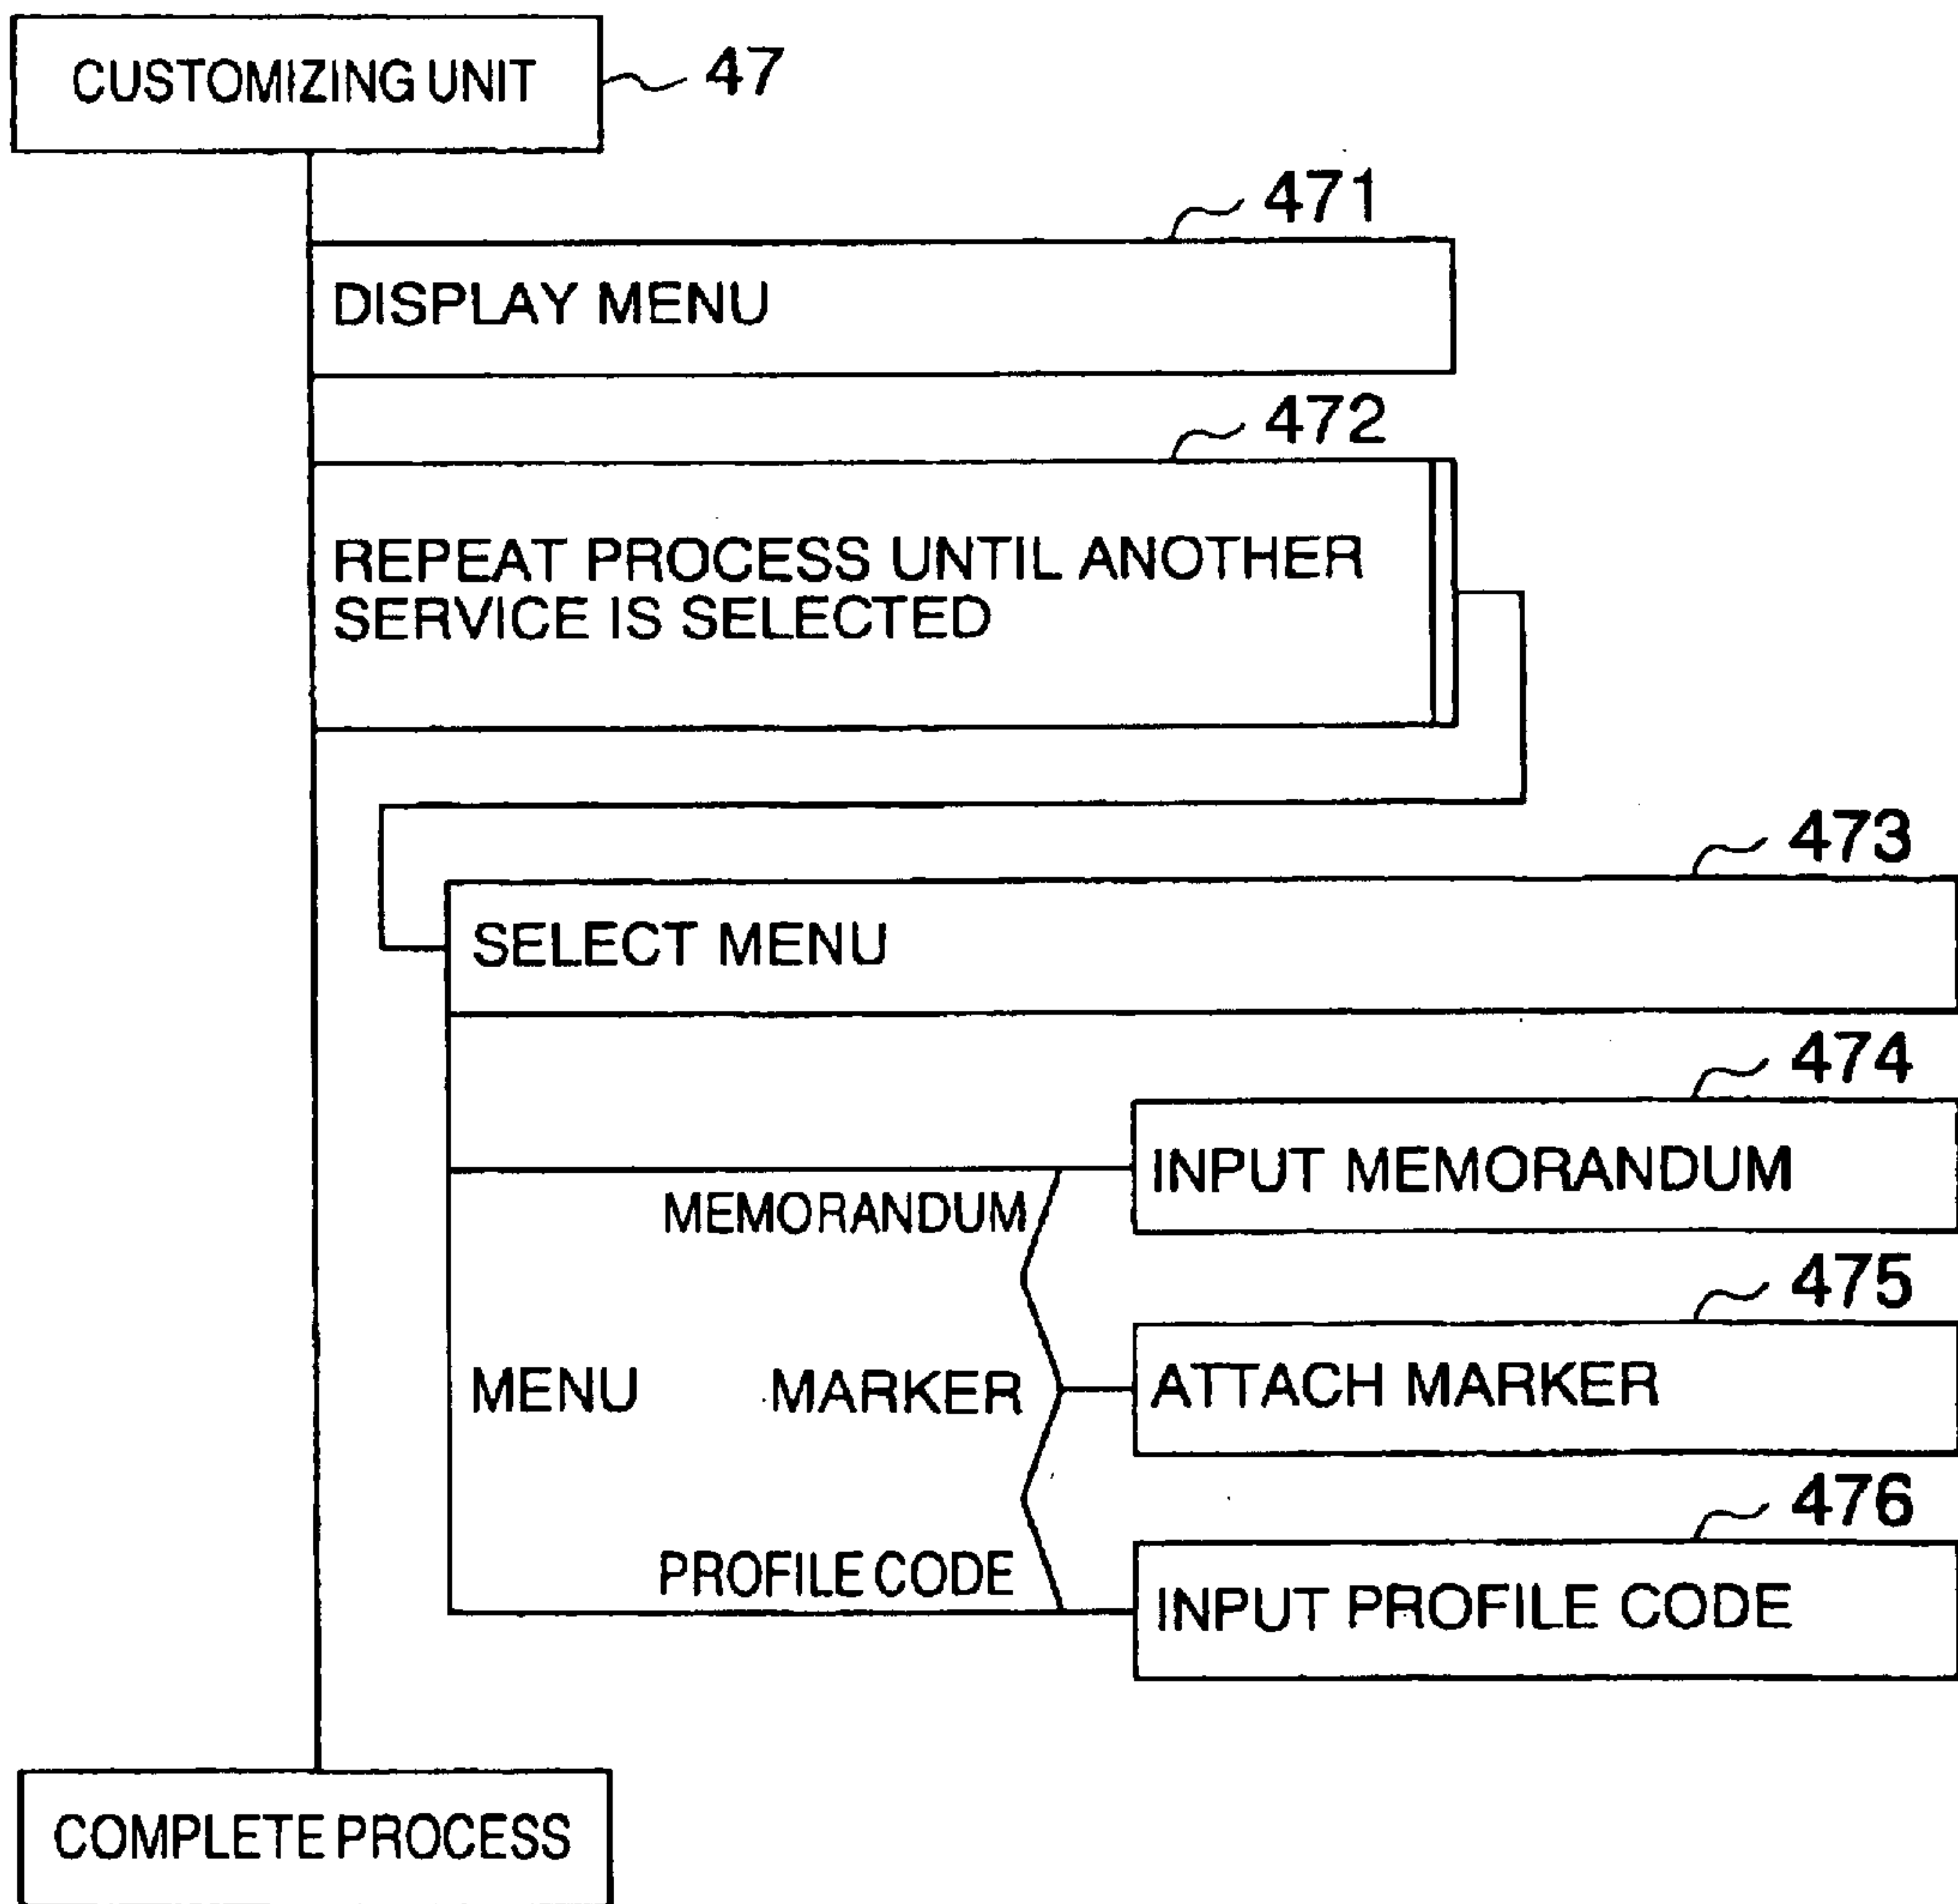 CUSTOMIZING UNIT
47
471
DISPLAY MENU
472
REPEAT PROCESS UNTIL ANOTHER
SERVICE IS SELECTED
473
SELECT MENU
474
INPUT MEMORANDUM
MEMORANDUM
475
MENU
MARKER
ATTACH MARKER
476
PROFILE CODE
INPUT PROFILE CODE
COMPLETE PROCESS